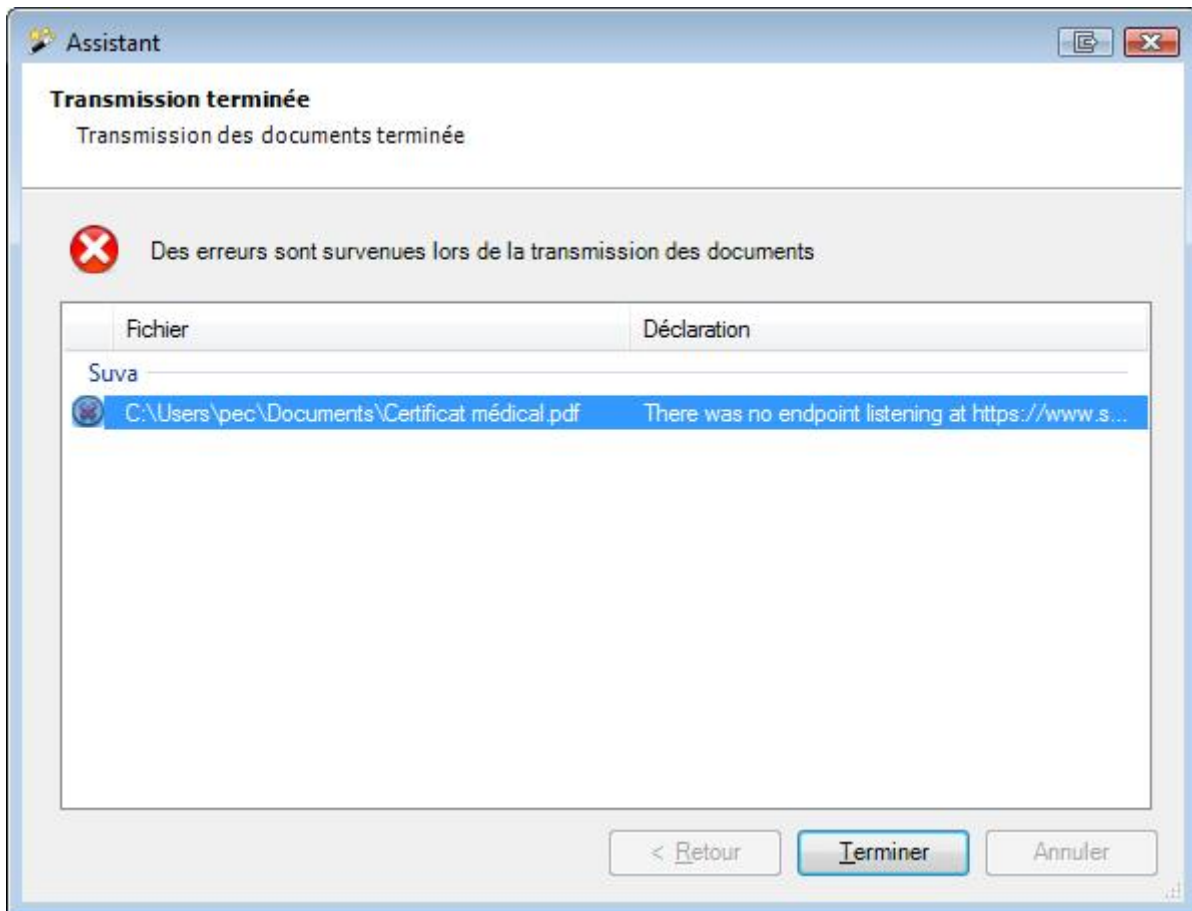 Assistant
Transmission terminée
Transmission des documents terminée
Des erreurs sont survenues lors de la transmission des documents
Fichier Déclaration
Suva
C:\Users\pec\Documents\Certificat médical.pdf There was no endpoint listening at https://www.s...
< Retour Terminer Annuler